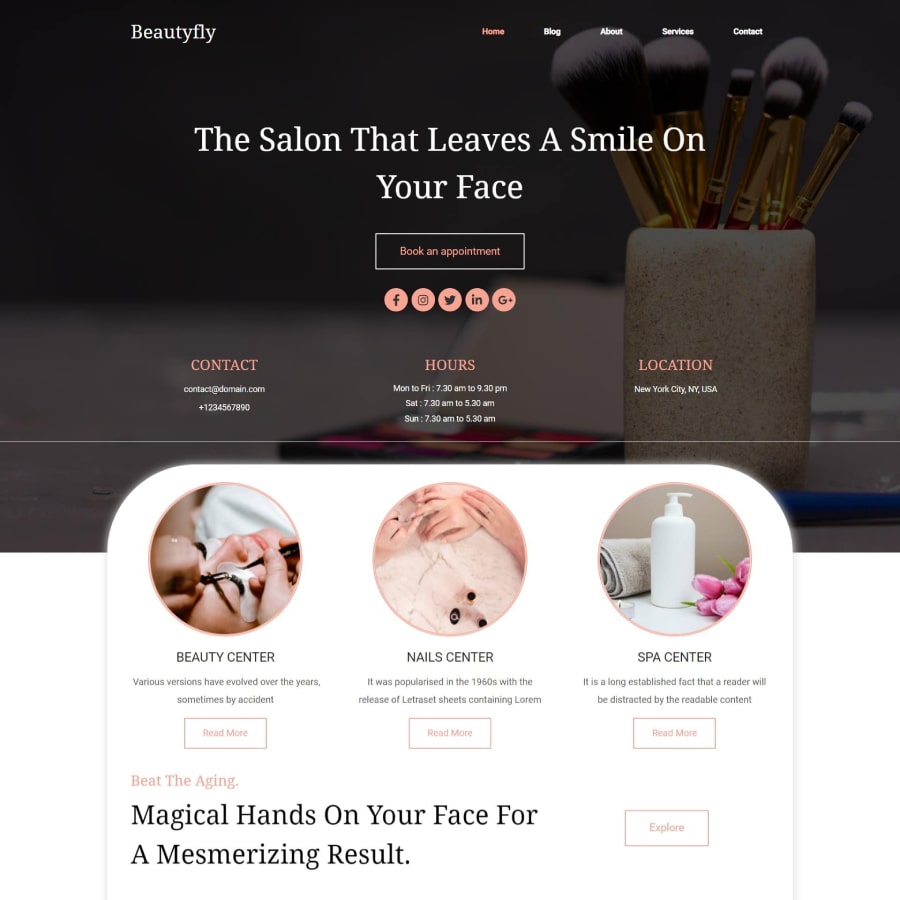 Beautyfly
Home Blog About Services Contact
The Salon That Leaves A Smile On
Your Face
Book an appointment
CONTACT
contact@domain.com
+1234567890
HOURS
Mon to Fri : 7.30 am to 9.30 pm
Sat : 7.30 am to 5.30 am
Sun : 7.30 am to 5.30 am
LOCATION
New York City, NY, USA
BEAUTY CENTER
Various versions have evolved over the years,
sometimes by accident
Read More
NAILS CENTER
It was popularised in the 1960s with the
release of Letraset sheets containing Lorem
Read More
SPA CENTER
It is a long established fact that a reader will
be distracted by the readable content
Read More
Beat The Aging.
Magical Hands On Your Face For
A Mesmerizing Result.
Explore